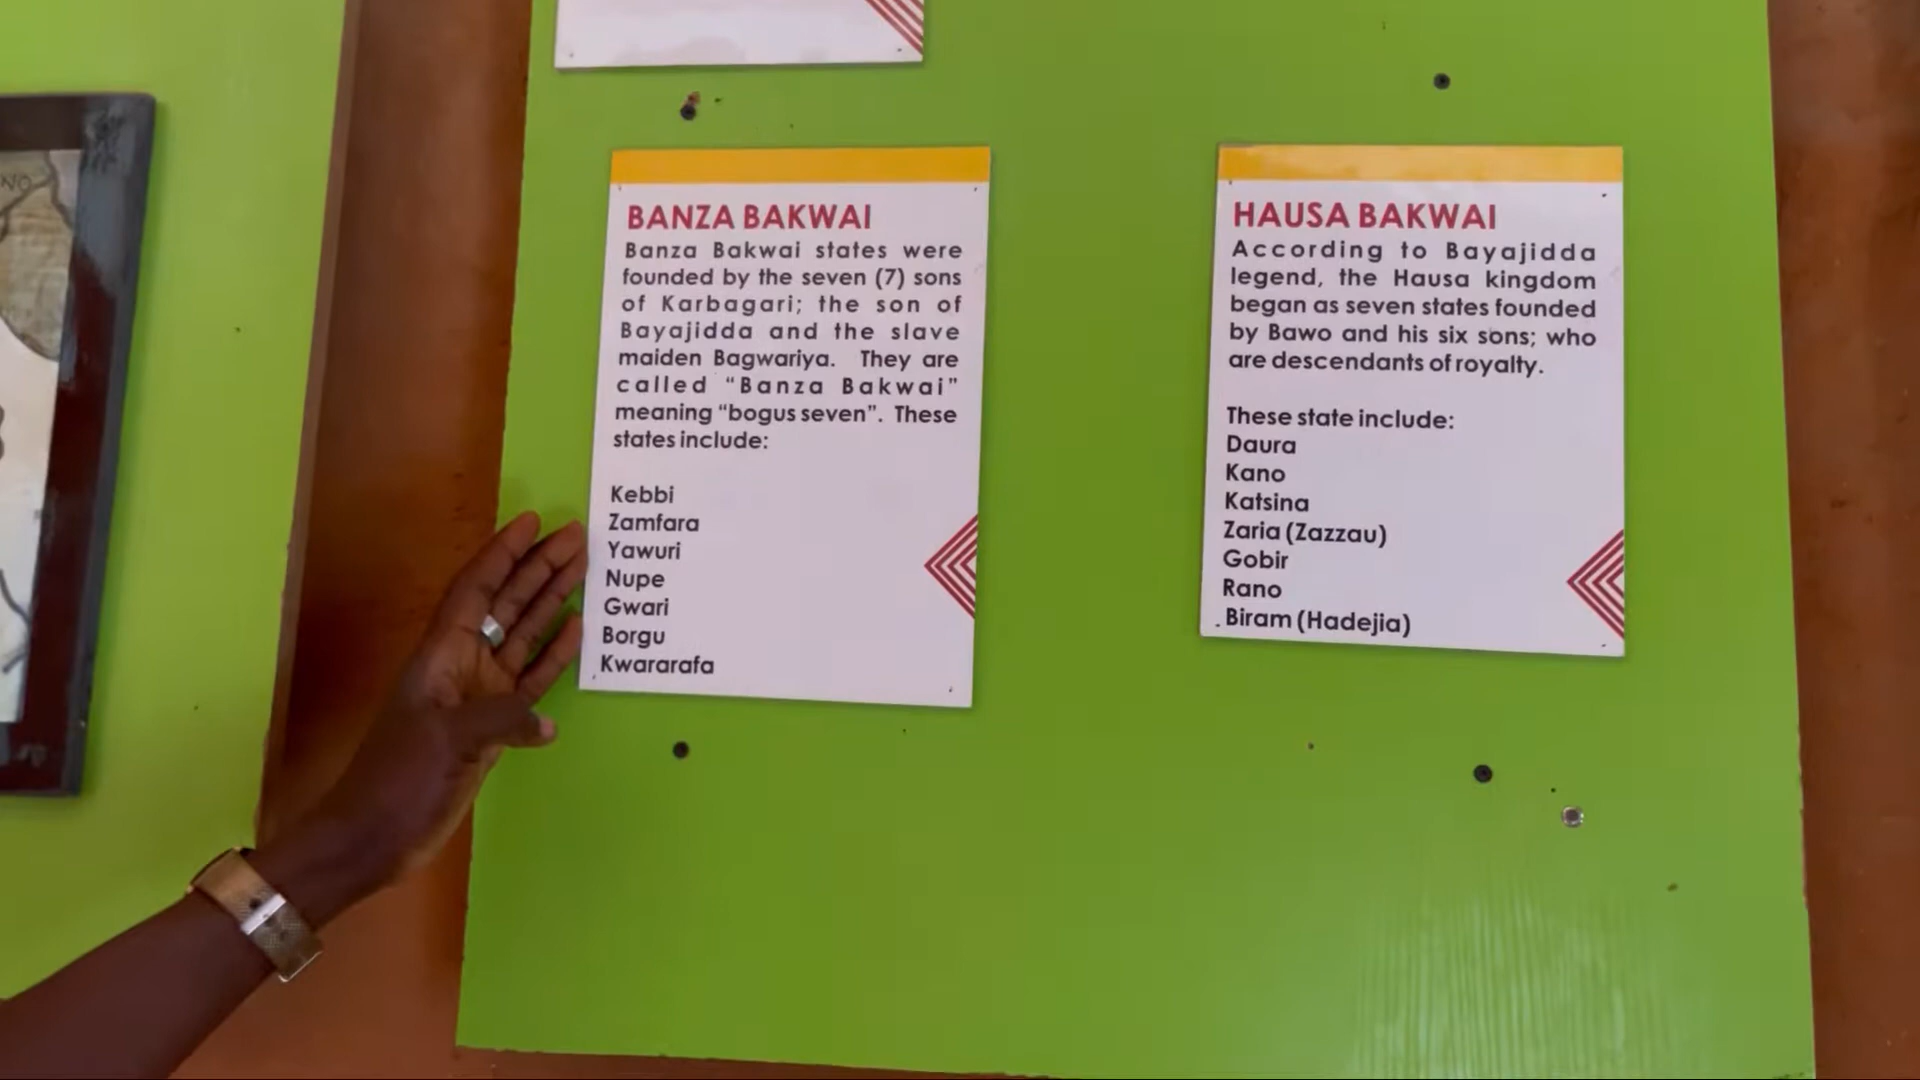 NO
BANZA BAKWAI
Banza Bakwai states were
founded by the seven (7) sons
of Karbagari; the son of
Bayajidda and the slave
maiden Bagwariya. They are
called “Banza Bakwai”
meaning “bogus seven”. These
states include:
Kebbi
Zamfara
Yawuri
Nupe
Gwari
Borgu
Kwararafa
HAUSA BAKWAI
According to Bayajidda
legend, the Hausa kingdom
began as seven states founded
by Bawo and his six sons; who
are descendants of royalty.
These state include:
Daura
Kano
Katsina
Zaria (Zazzau)
Gobir
Rano
Biram (Hadejia)